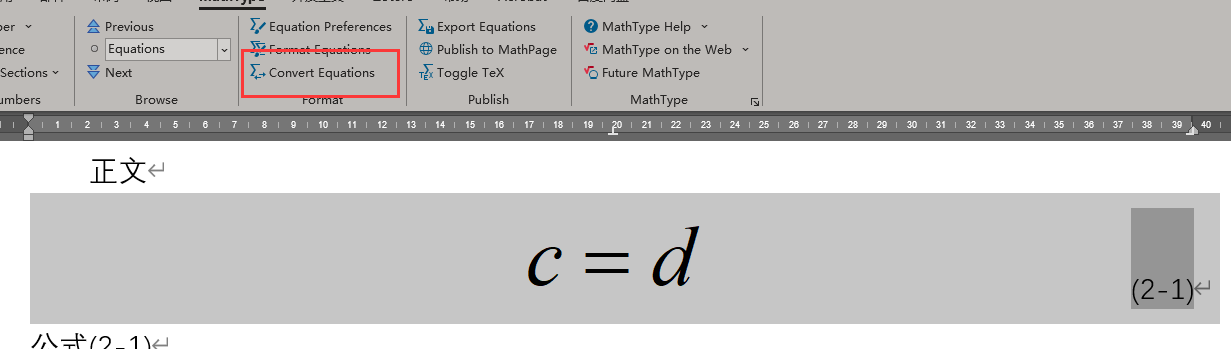 MathType
Previous
Equation Preferences
Export Equations
MathType Help
Equations
Format Equations
Publish to MathPage
MathType on the Web
Sections
Next
Convert Equations
Toggle TeX
Future MathType
Browse
Format
Publish
MathType
1 2 3 4 5 6 7 8 9 10 11 12 13 14 15 16 17 18 19 20 21 22 23 24 25 26 27 28 29 30 31 32 33 34 35 36 37 38 39 40
正文
c = d (2-1)
公式(2-1)